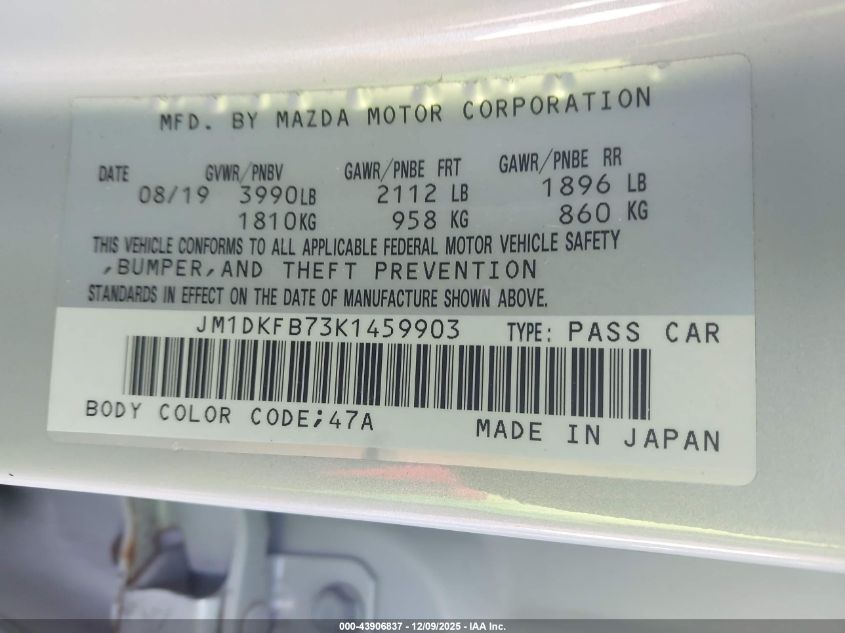 MFD. BY MAZDA MOTOR CORPORATION
DATE GVWR/PNBV GAWR/PNBE FRT GAWR/PNBE RR
08/19 3990LB 2112 LB 1896 LB
1810KG 958 KG 860 KG
THIS VEHICLE CONFORMS TO ALL APPLICABLE FEDERAL MOTOR VEHICLE SAFETY
,BUMPER,AND THEFT PREVENTION
STANDARDS IN EFFECT ON THE DATE OF MANUFACTURE SHOWN ABOVE.
JM1DKFB73K1459903 TYPE: PASS CAR
BODY COLOR CODE;47A MADE IN JAPAN
000-43906837 - 12/09/2025 - IAA Inc.